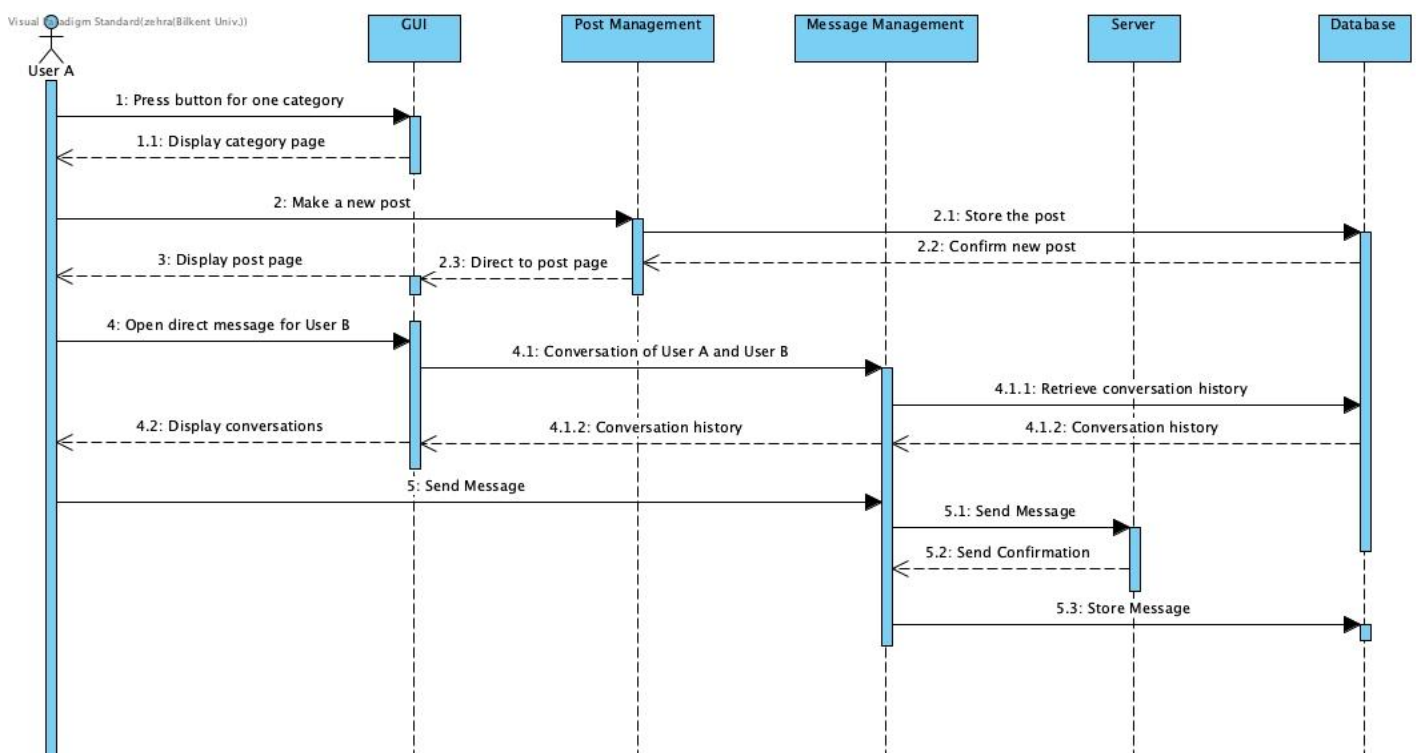 Visual Paradigm Standard(zehra(Bilkent Univ.))
User A
GUI
Post Management
Message Management
Server
Database
1: Press button for one category
1.1: Display category page
2: Make a new post
2.1: Store the post
2.2: Confirm new post
2.3: Direct to post page
3: Display post page
4: Open direct message for User B
4.1: Conversation of User A and User B
4.1.1: Retrieve conversation history
4.1.2: Conversation history
4.1.2: Conversation history
4.2: Display conversations
5: Send Message
5.1: Send Message
5.2: Send Confirmation
5.3: Store Message